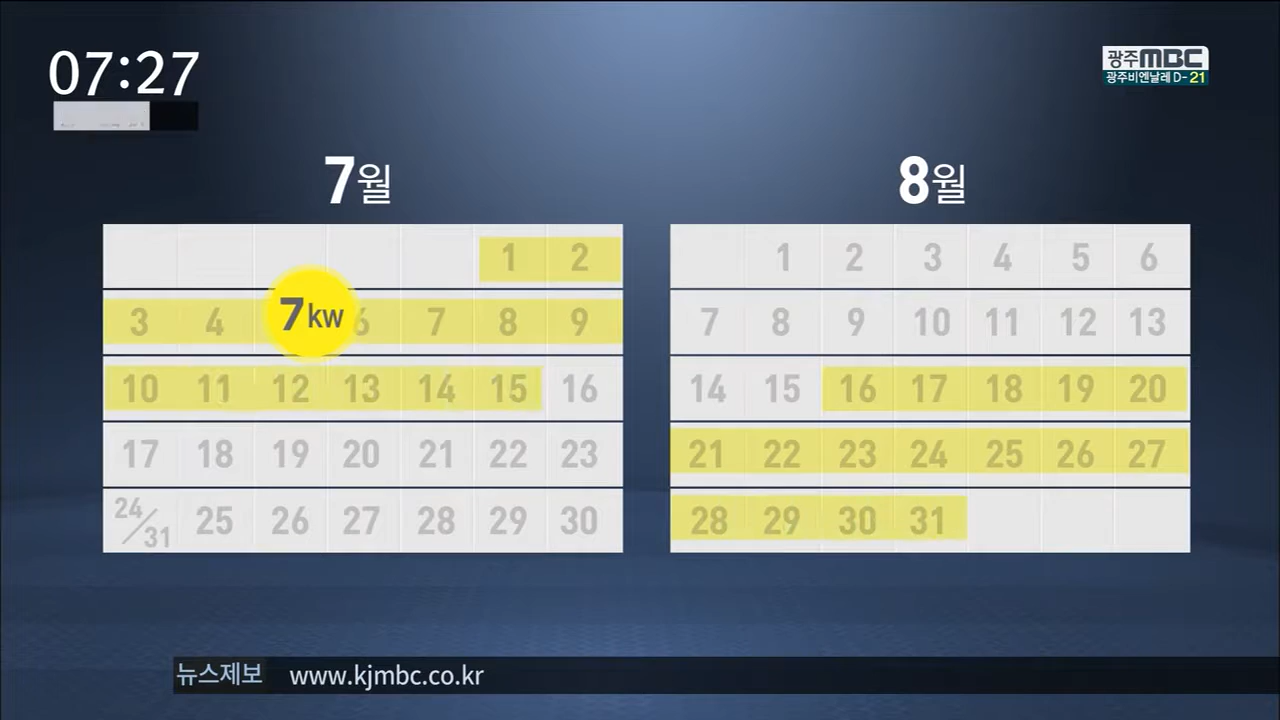 07:27
광주MBC
광주비엔날레 D-21
7월
8월
1 2
3 4 6 7 8 9
7kw
10 11 12 13 14 15 16
17 18 19 20 21 22 23
24/31 25 26 27 28 29 30
1 2 3 4 5 6
7 8 9 10 11 12 13
14 15 16 17 18 19 20
21 22 23 24 25 26 27
28 29 30 31
뉴스제보 www.kjmbc.co.kr